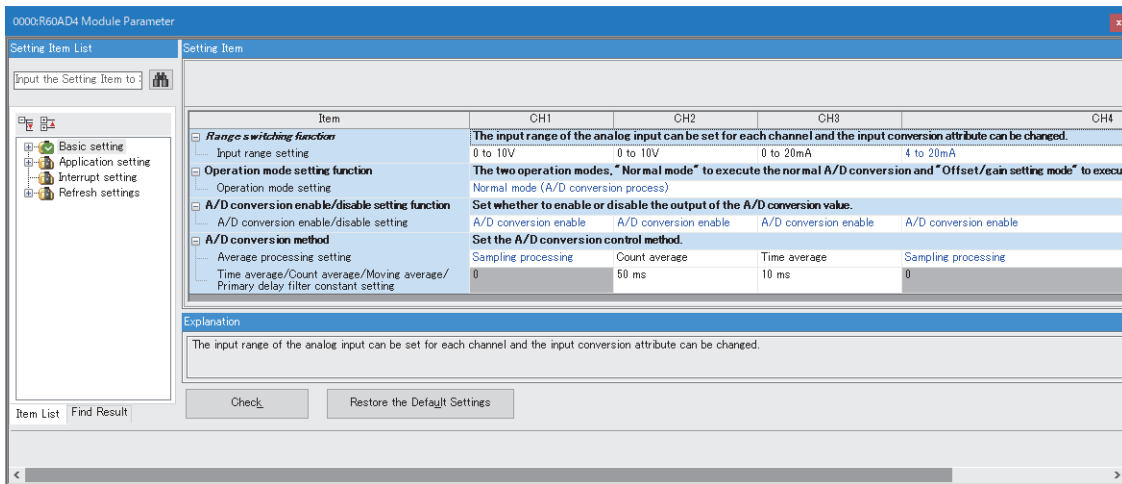 0000:R60AD4 Module Parameter
x
Setting Item List
Setting Item
Input the Setting Item to
Basic setting
Application setting
Interrupt setting
Refresh settings
Item CH1 CH2 CH3 CH4
Range switching function The input range of the analog input can be set for each channel and the input conversion attribute can be changed.
Input range setting 0 to 10V 0 to 10V 0 to 20mA 4 to 20mA
Operation mode setting function The two operation modes, "Normal mode" to execute the normal A/D conversion and "Offset/gain setting mode" to execu
Operation mode setting Normal mode (A/D conversion process)
A/D conversion enable/disable setting function Set whether to enable or disable the output of the A/D conversion value.
A/D conversion enable/disable setting A/D conversion enable A/D conversion enable A/D conversion enable A/D conversion enable
A/D conversion method Set the A/D conversion control method.
Average processing setting Sampling processing Count average Time average Sampling processing
Time average/Count average/Moving average/ 0 50 ms 10 ms 0
Primary delay filter constant setting
Explanation
The input range of the analog input can be set for each channel and the input conversion attribute can be changed.
Check Restore the Default Settings
Item List Find Result